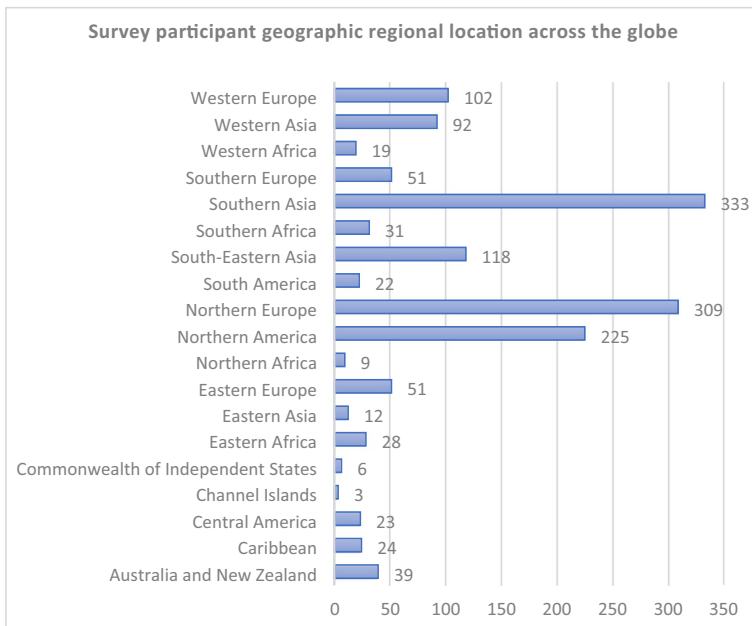 Survey participant geographic regional location across the globe
Western Europe 102
Western Asia 92
Western Africa 19
Southern Europe 51
Southern Asia 333
Southern Africa 31
South-Eastern Asia 118
South America 22
Northern Europe 309
Northern America 225
Northern Africa 9
Eastern Europe 51
Eastern Asia 12
Eastern Africa 28
Commonwealth of Independent States 6
Channel Islands 3
Central America 23
Caribbean 24
Australia and New Zealand 39
0 50 100 150 200 250 300 350